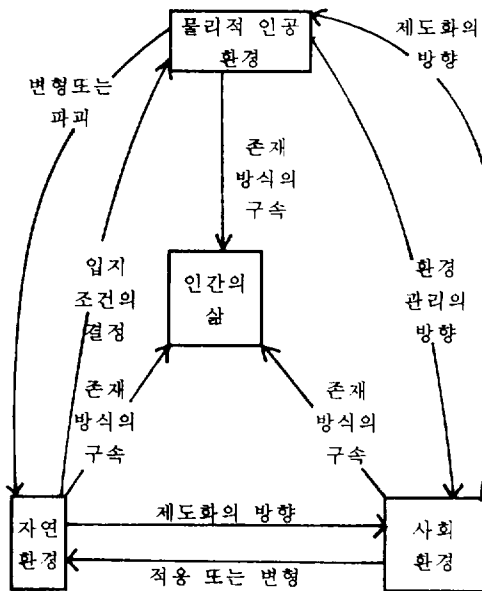 물리적 인공
환경
제도화의
방향
변형또는
파괴
존재
방식의
구속
입지
조건의
결정
인간의
삶
환경
관리의
방향
존재
방식의
구속
존재
방식의
구속
자연
환경
제도화의 방향
적응 또는 변형
사회
환경